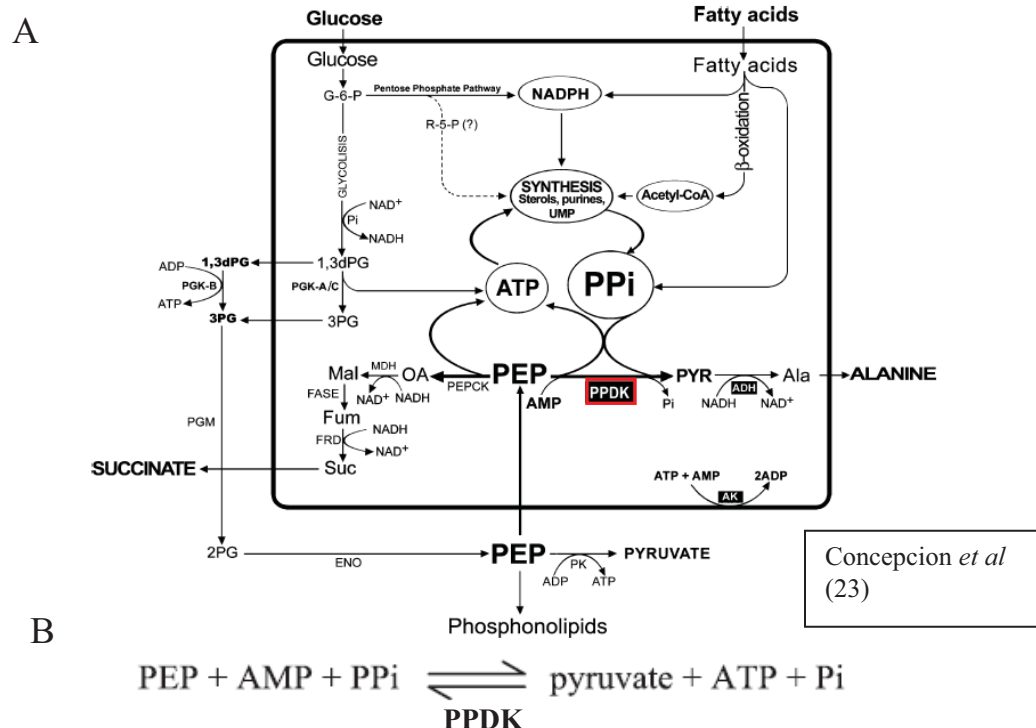 A
Glucose
Fatty acids
Glucose
Fatty acids
G-6-P
Pentose Phosphate Pathway
NADPH
R-5-P (?)
β-oxidation
GLYCOLISIS
SYNTHESIS
Sterols, purines,
UMP
Acetyl-CoA
NAD+
Pi
NADH
1,3dPG
1,3dPG
ADP
PGK-B
PGK-A/C
ATP
ATP
PPi
3PG
3PG
Mal
MDH
OA
PEPCK
PEP
PYR
Ala
ALANINE
FASE
NAD+
NADH
AMP
PPDK
Pi
NADH
ADH
NAD+
Fum
PGM
NADH
FRD
NAD+
SUCCINATE
Suc
ATP + AMP
2ADP
AK
2PG
ENO
PEP
PK
PYRUVATE
ADP
ATP
Phosphonolipids
Concepcion et al
(23)
B
PEP + AMP + PPi ⇌ pyruvate + ATP + Pi
PPDK